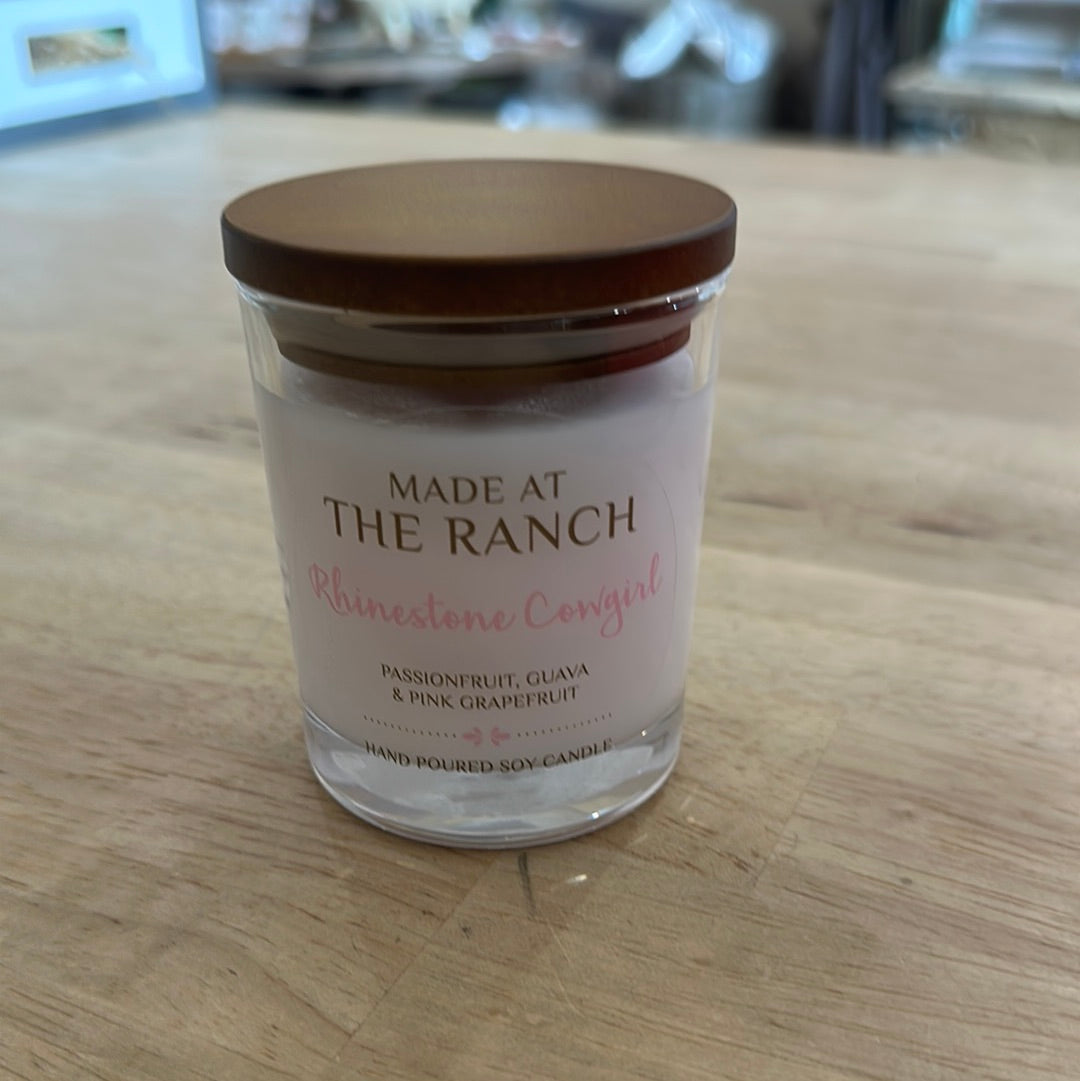 MADE AT
THE RANCH
Rhinestone Cowgirl
PASSIONFRUIT, GUAVA
& PINK GRAPEFRUIT
HAND POURED SOY CANDLE